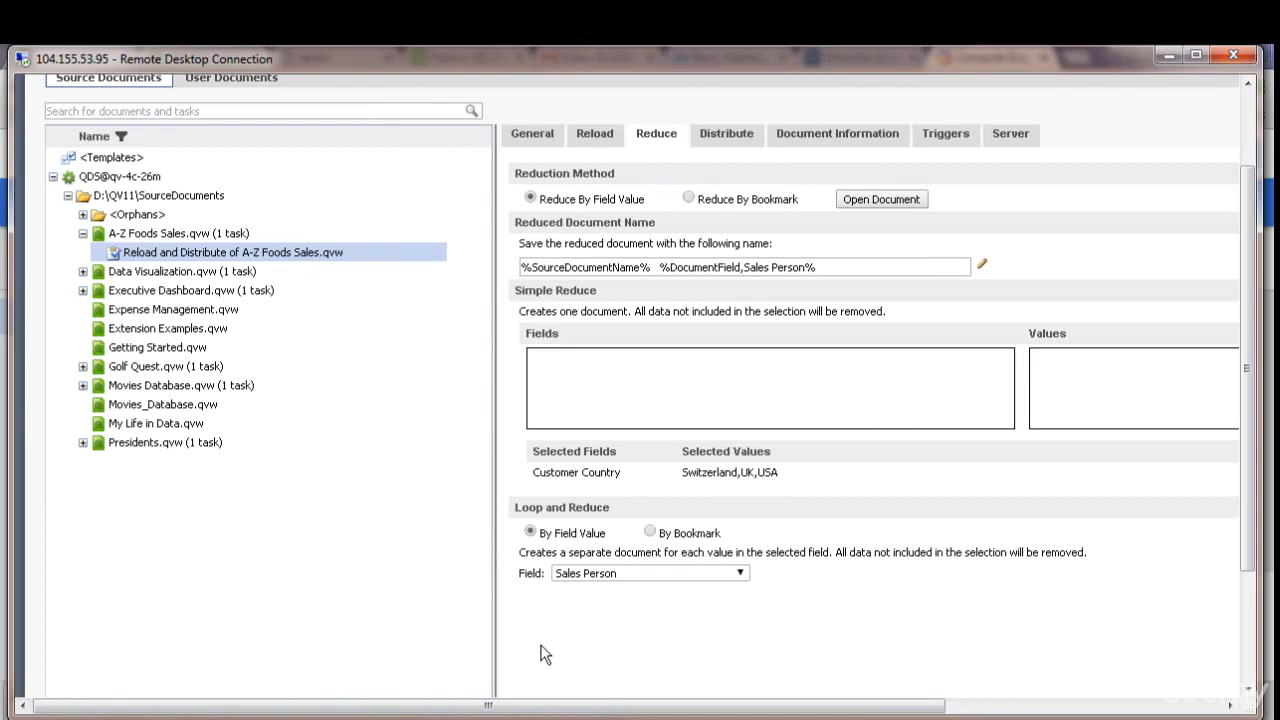 104.155.53.95 - Remote Desktop Connection
Source Documents User Documents
Search for documents and tasks
Name
<Templates>
QDS@qv-4c-26m
D:\QV11\SourceDocuments
<Orphans>
A-Z Foods Sales.qvw (1 task)
Reload and Distribute of A-Z Foods Sales.qvw
Data Visualization.qvw (1 task)
Executive Dashboard.qvw (1 task)
Expense Management.qvw
Extension Examples.qvw
Getting Started.qvw
Golf Quest.qvw (1 task)
Movies Database.qvw (1 task)
Movies_Database.qvw
My Life in Data.qvw
Presidents.qvw (1 task)
General Reload Reduce Distribute Document Information Triggers Server
Reduction Method
Reduce By Field Value Reduce By Bookmark Open Document
Reduced Document Name
Save the reduced document with the following name:
%SourceDocumentName% %DocumentField,Sales Person%
Simple Reduce
Creates one document. All data not included in the selection will be removed.
Fields Values
Selected Fields Selected Values
Customer Country Switzerland,UK,USA
Loop and Reduce
By Field Value By Bookmark
Creates a separate document for each value in the selected field. All data not included in the selection will be removed.
Field: Sales Person